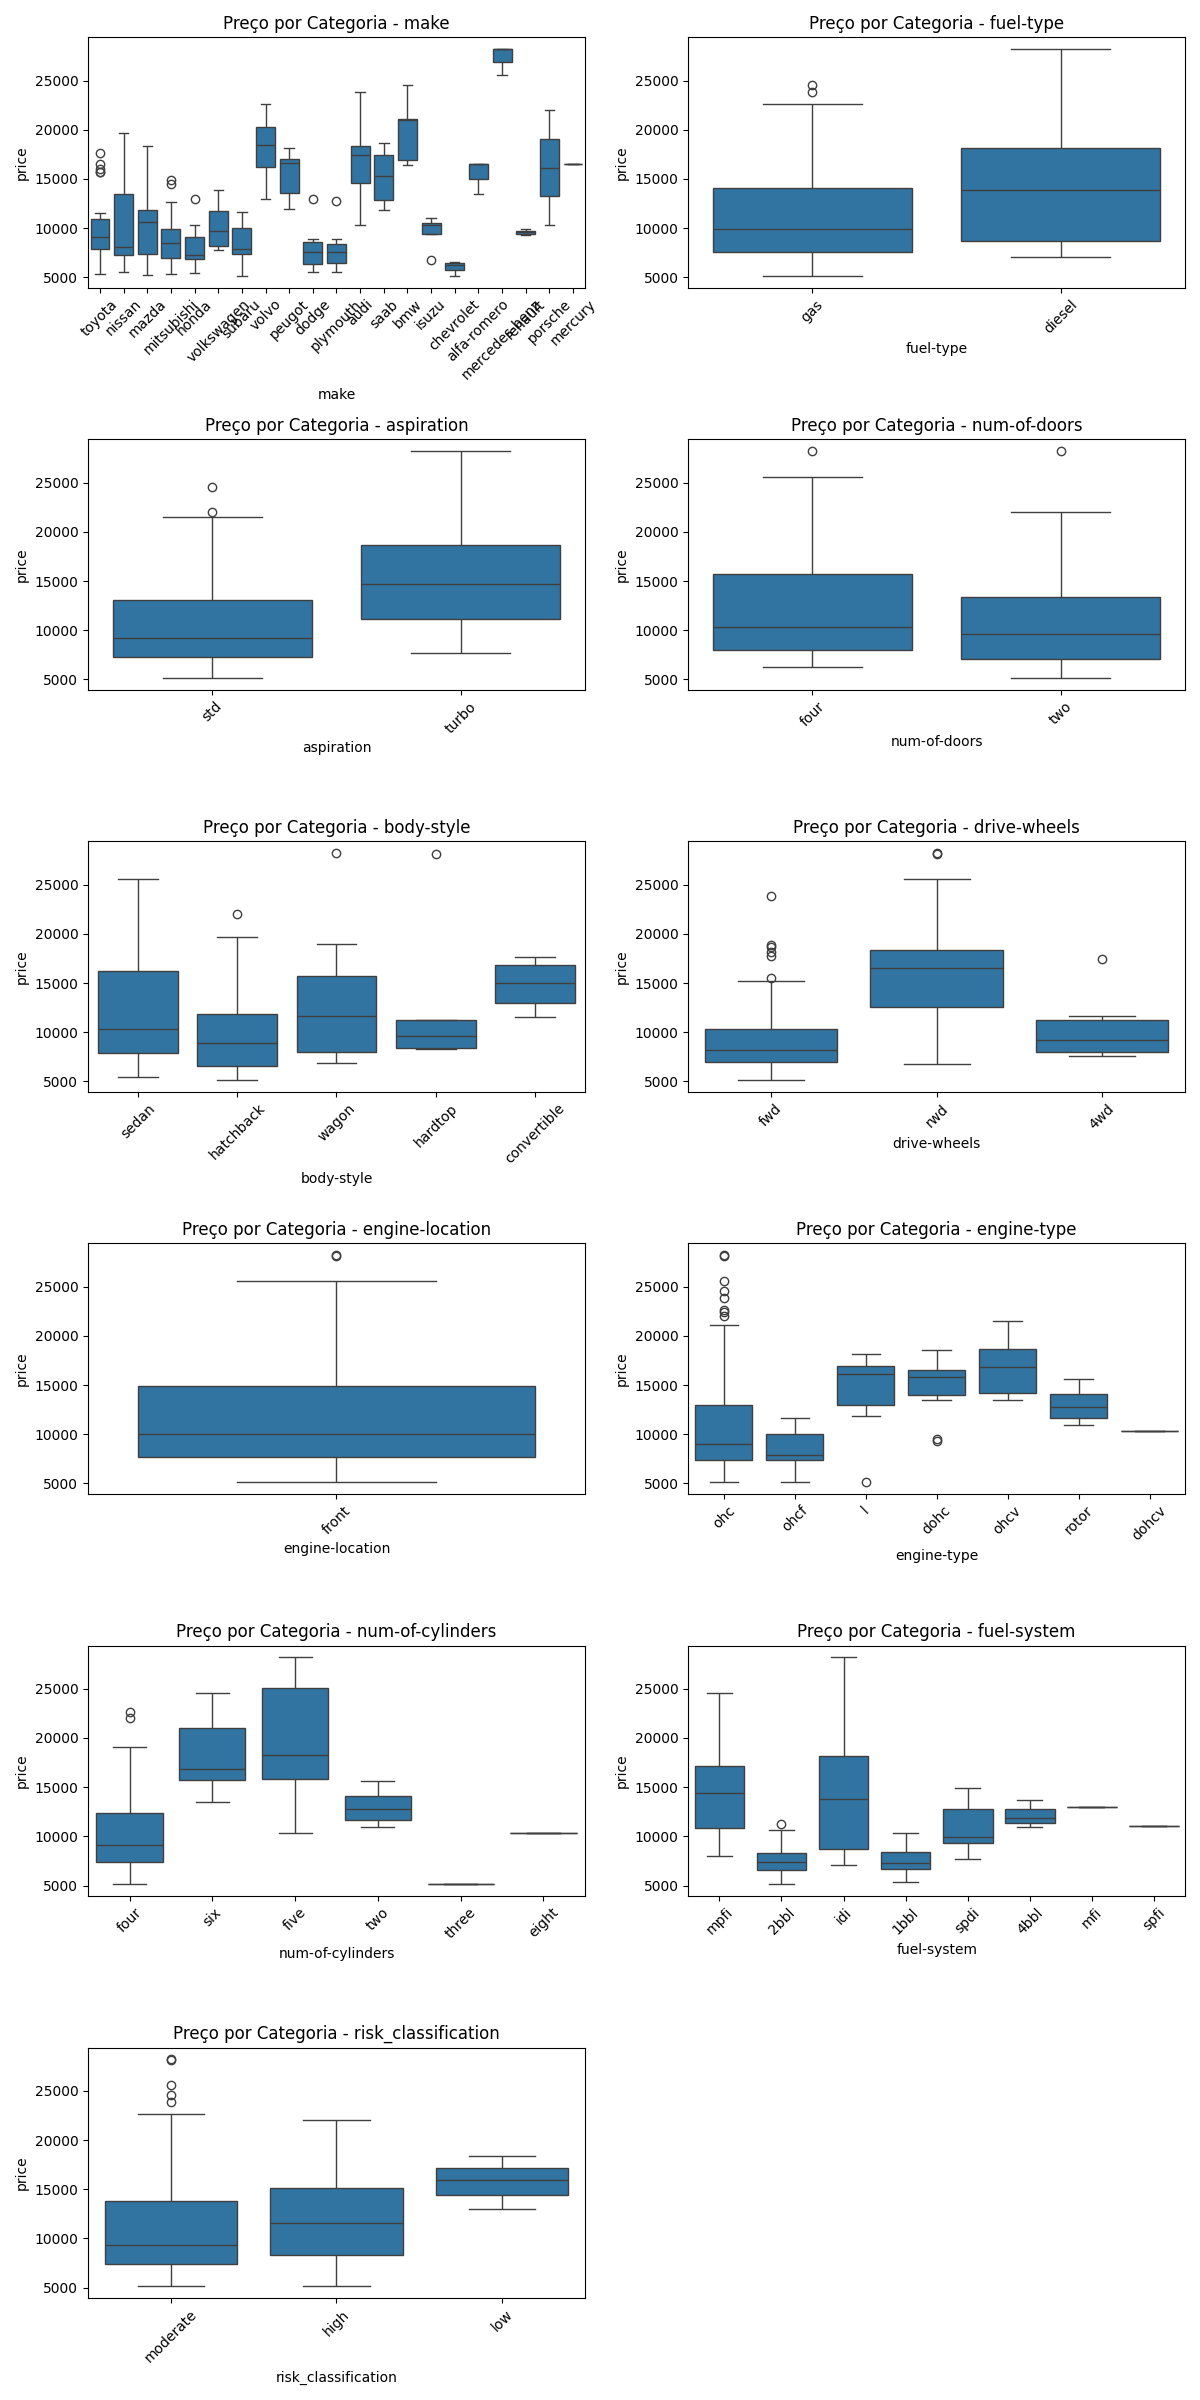 Preço por Categoria - make
25000
20000
15000
10000
5000
price
toyota
nissan
mazda
mitsubishi
honda
volkswagen
subaru
volvo
peugot
dodge
plymouth
audi
saab
bmw
isuzu
chevrolet
alfa-romero
mercedes-benz
renault
porsche
mercury
make
Preço por Categoria - fuel-type
25000
20000
15000
10000
5000
price
gas
diesel
fuel-type
Preço por Categoria - aspiration
25000
20000
15000
10000
5000
price
std
turbo
aspiration
Preço por Categoria - num-of-doors
25000
20000
15000
10000
5000
price
four
two
num-of-doors
Preço por Categoria - body-style
25000
20000
15000
10000
5000
price
sedan
hatchback
wagon
hardtop
convertible
body-style
Preço por Categoria - drive-wheels
25000
20000
15000
10000
5000
price
fwd
rwd
4wd
drive-wheels
Preço por Categoria - engine-location
25000
20000
15000
10000
5000
price
front
engine-location
Preço por Categoria - engine-type
25000
20000
15000
10000
5000
price
ohc
ohcf
l
dohc
ohcv
rotor
dohcv
engine-type
Preço por Categoria - num-of-cylinders
25000
20000
15000
10000
5000
price
four
six
five
two
three
eight
num-of-cylinders
Preço por Categoria - fuel-system
25000
20000
15000
10000
5000
price
mpfi
2bbl
idi
1bbl
spdi
4bbl
mfi
spfi
fuel-system
Preço por Categoria - risk_classification
25000
20000
15000
10000
5000
price
moderate
high
low
risk_classification